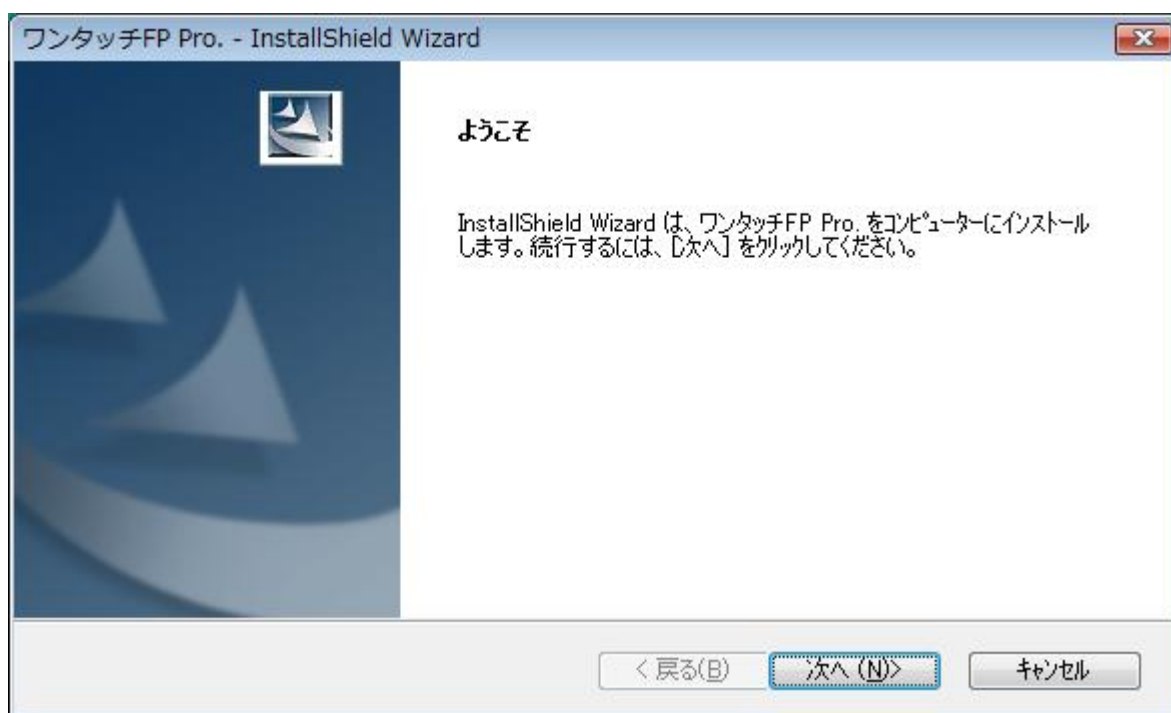 ワンタッチFP Pro. - InstallShield Wizard
ようこそ
InstallShield Wizard は、ワンタッチFP Pro. をコンピューターにインストール
します。続行するには、[次へ] をクリックしてください。
< 戻る(B) 次へ (N)> キャンセル